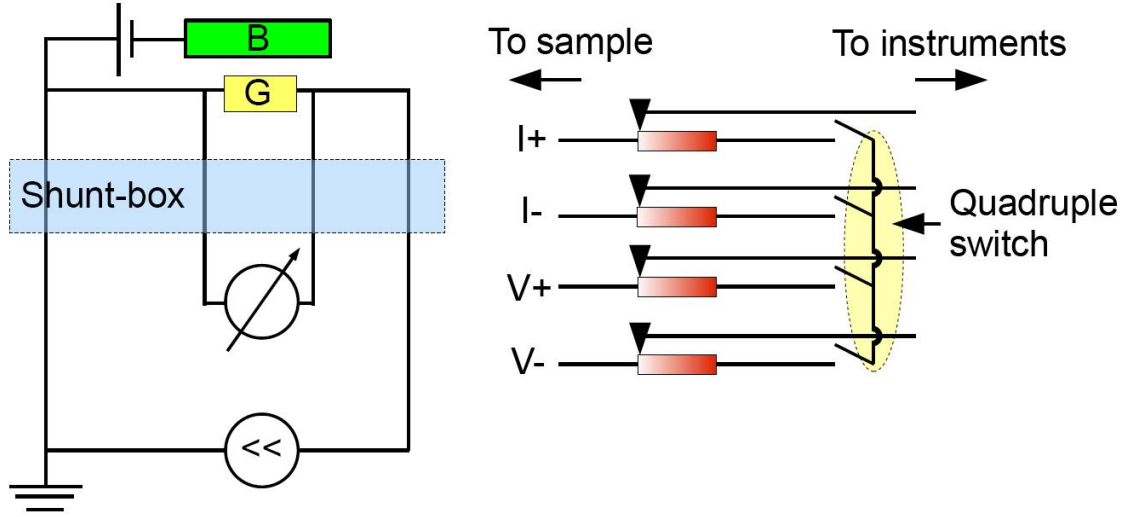 B
G
Shunt-box
<<
To sample
To instruments
I+
I-
V+
V-
Quadruple
switch